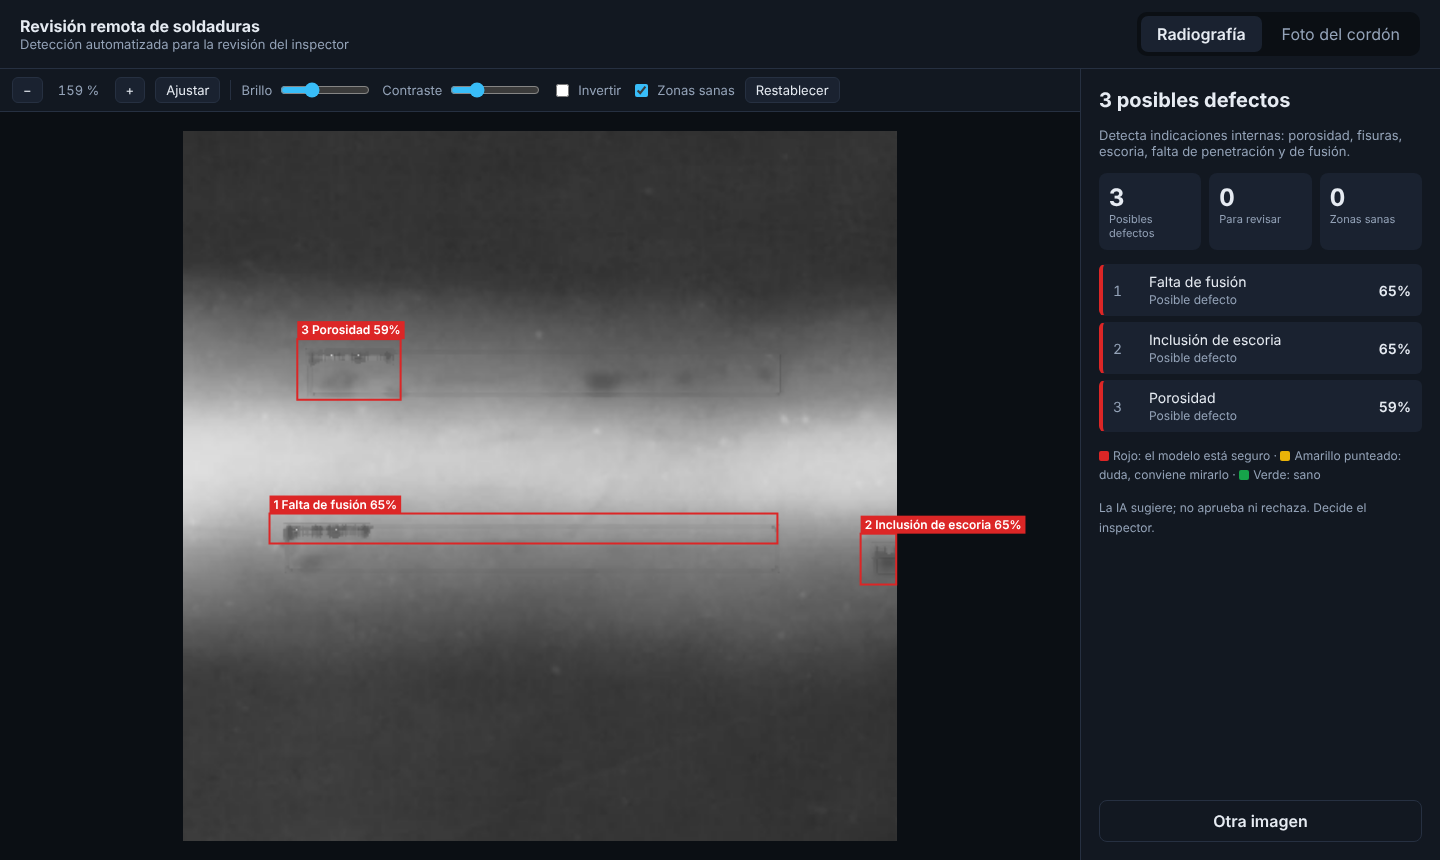 Revisión remota de soldaduras
Detección automatizada para la revisión del inspector
Radiografía
Foto del cordón
−
159 %
+
Ajustar
Brillo
Contraste
Invertir
Zonas sanas
Restablecer
3 Porosidad 59%
1 Falta de fusión 65%
2 Inclusión de escoria 65%
3 posibles defectos
Detecta indicaciones internas: porosidad, fisuras,
escoria, falta de penetración y de fusión.
3
Posibles
defectos
0
Para revisar
0
Zonas sanas
1
Falta de fusión
Posible defecto
65%
2
Inclusión de escoria
Posible defecto
65%
3
Porosidad
Posible defecto
59%
Rojo: el modelo está seguro · Amarillo punteado:
duda, conviene mirarlo · Verde: sano
La IA sugiere; no aprueba ni rechaza. Decide el
inspector.
Otra imagen